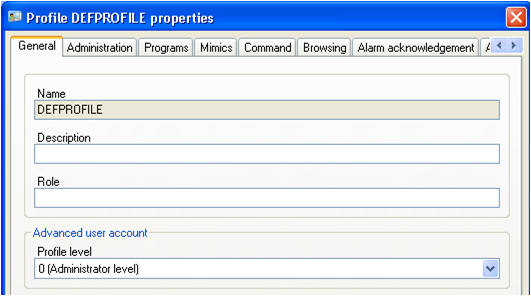 Profile DEFPROFILE properties
General Administration Programs Mimics Command Browsing Alarm acknowledgement
Name
DEFPROFILE
Description
Role
Advanced user account
Profile level
0 (Administrator level)